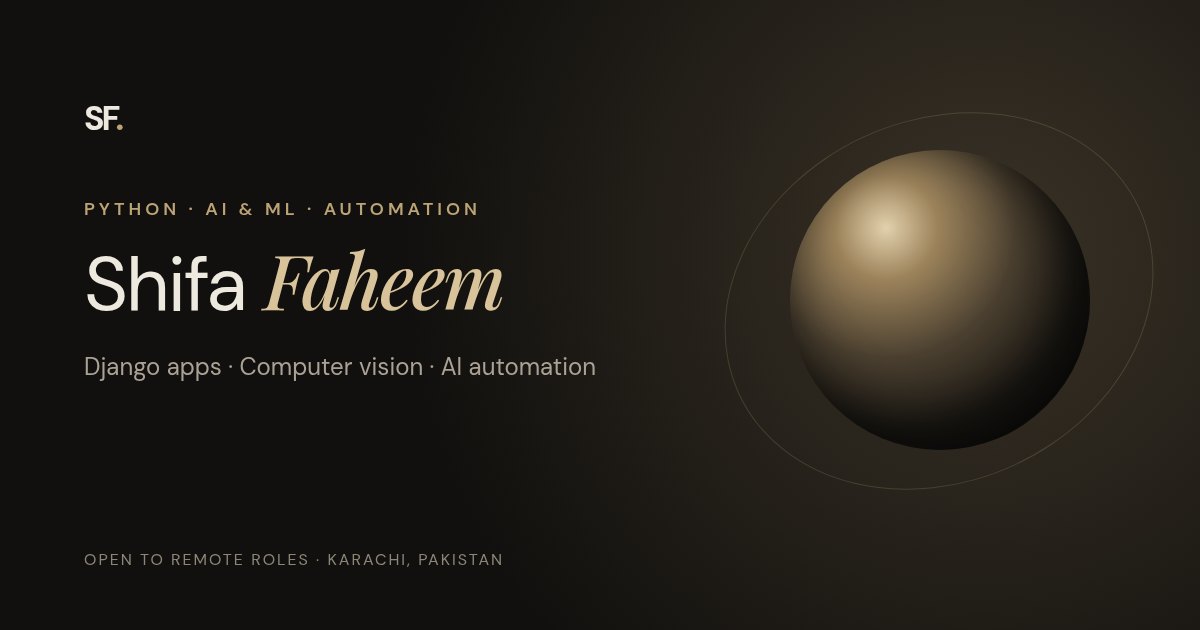 SF.
PYTHON · AI & ML · AUTOMATION
Shifa Faheem
Django apps · Computer vision · AI automation
OPEN TO REMOTE ROLES · KARACHI, PAKISTAN